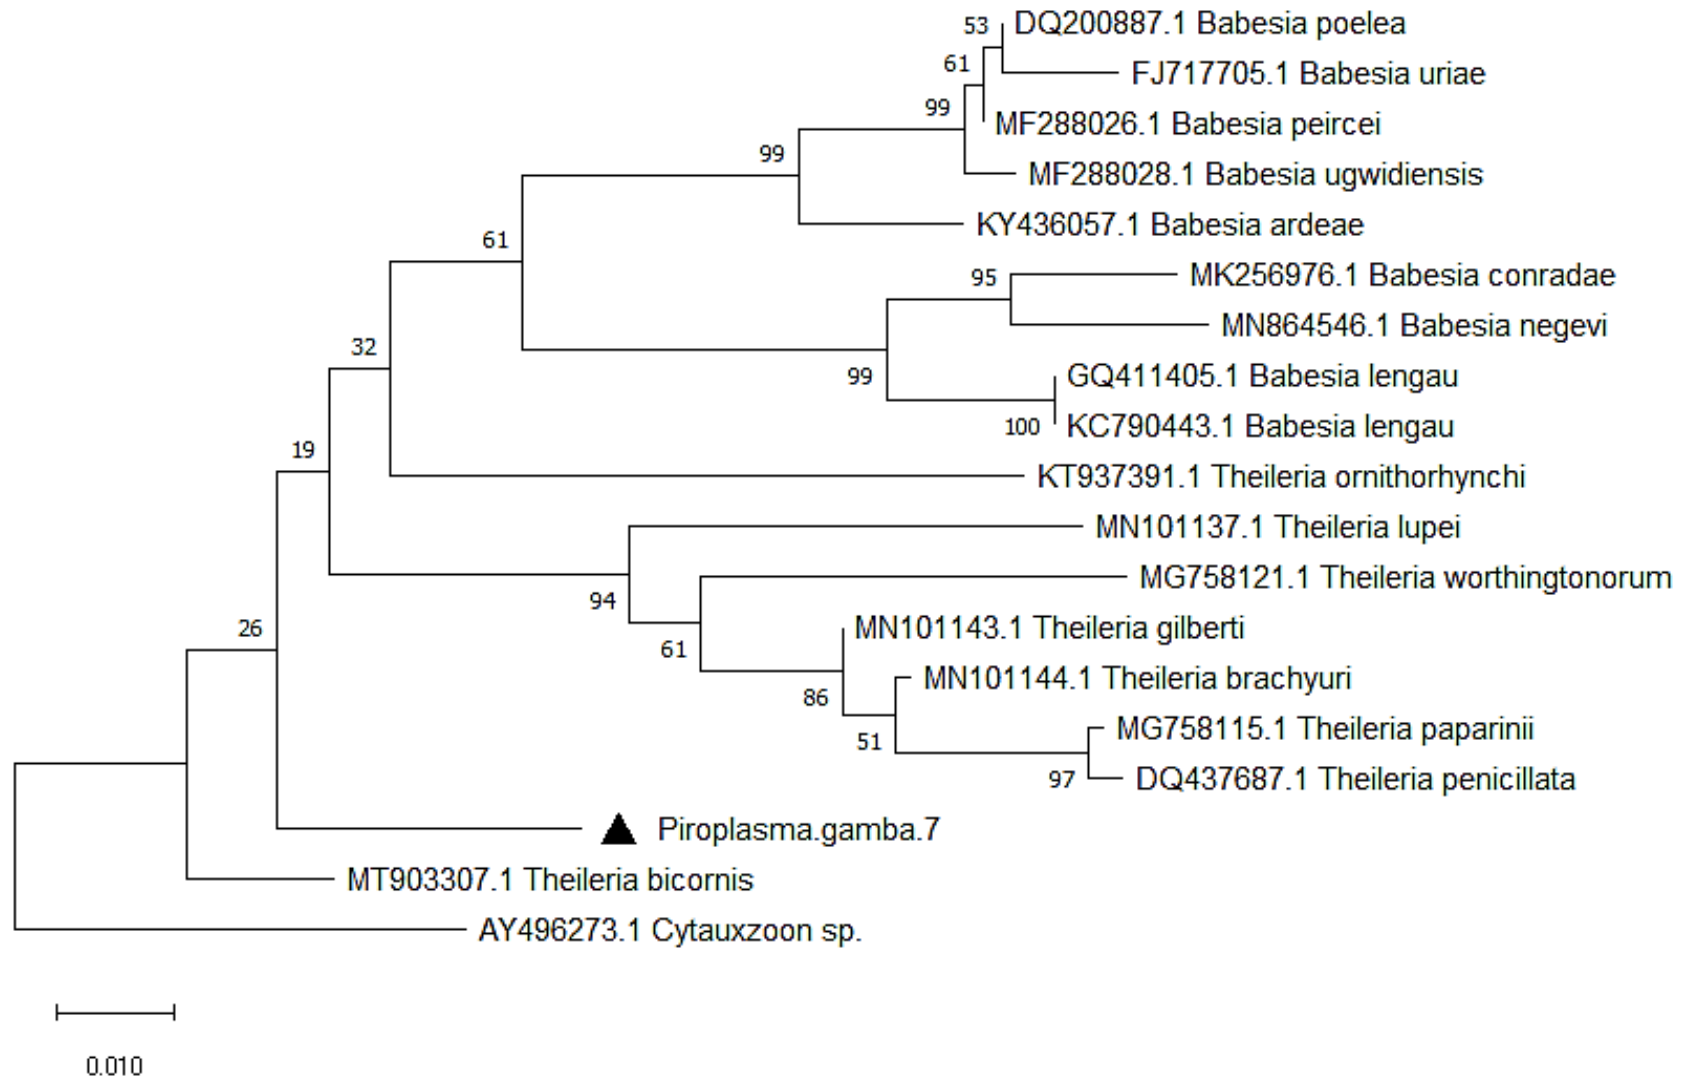 53
DQ200887.1 Babesia poelea
61
FJ717705.1 Babesia uriae
99
MF288026.1 Babesia peircei
99
MF288028.1 Babesia ugwidiensis
KY436057.1 Babesia ardeae
61
95
MK256976.1 Babesia conradae
MN864546.1 Babesia negevi
32
99
GQ411405.1 Babesia lengau
100
KC790443.1 Babesia lengau
19
KT937391.1 Theileria ornithorhynchi
MN101137.1 Theileria lupei
MG758121.1 Theileria worthingtonorum
94
26
MN101143.1 Theileria gilberti
61
MN101144.1 Theileria brachyuri
86
MG758115.1 Theileria paparinii
51
97
DQ437687.1 Theileria penicillata
Piroplasma.gamba.7
MT903307.1 Theileria bicornis
AY496273.1 Cytauxzoon sp.
0.010